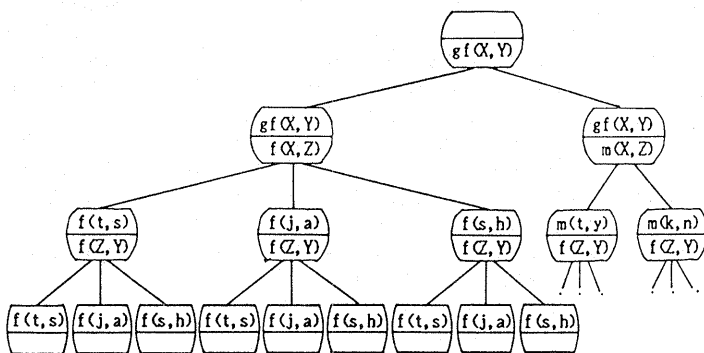 gf(X,Y)
gf(X,Y)
f(X,Z)
gf(X,Y)
m(X,Z)
f(t,s)
f(Z,Y)
f(j,a)
f(Z,Y)
f(s,h)
f(Z,Y)
m(t,y)
f(Z,Y)
m(k,n)
f(Z,Y)
f(t,s) f(j,a) f(s,h) f(t,s) f(j,a) f(s,h) f(t,s) f(j,a) f(s,h)